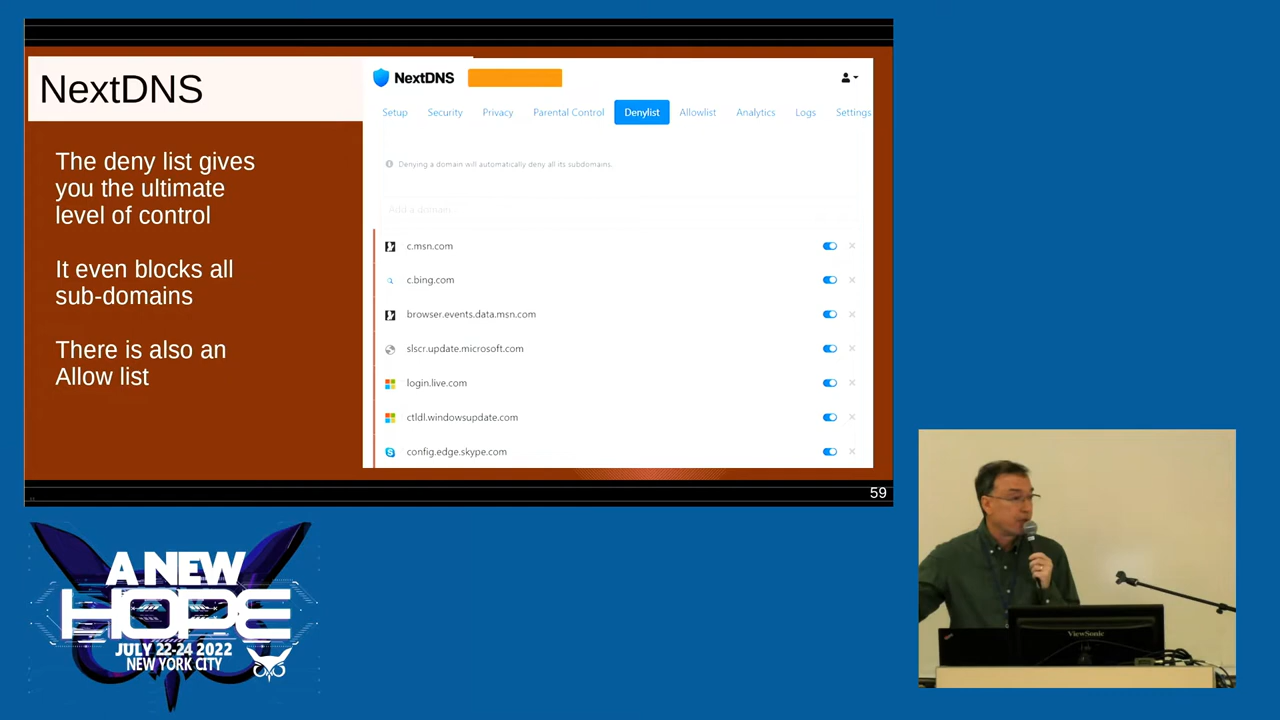 NextDNS
The deny list gives
you the ultimate
level of control
It even blocks all
sub-domains
There is also an
Allow list
NextDNS
Setup Security Privacy Parental Control Denylist Allowlist Analytics Logs Settings
Denying a domain will automatically deny all its subdomains.
Add a domain...
c.msn.com
c.bing.com
browser.events.data.msn.com
slscr.update.microsoft.com
login.live.com
ctldl.windowsupdate.com
config.edge.skype.com
59
A NEW
HOPE
JULY 22-24 2022
NEW YORK CITY
ViewSonic